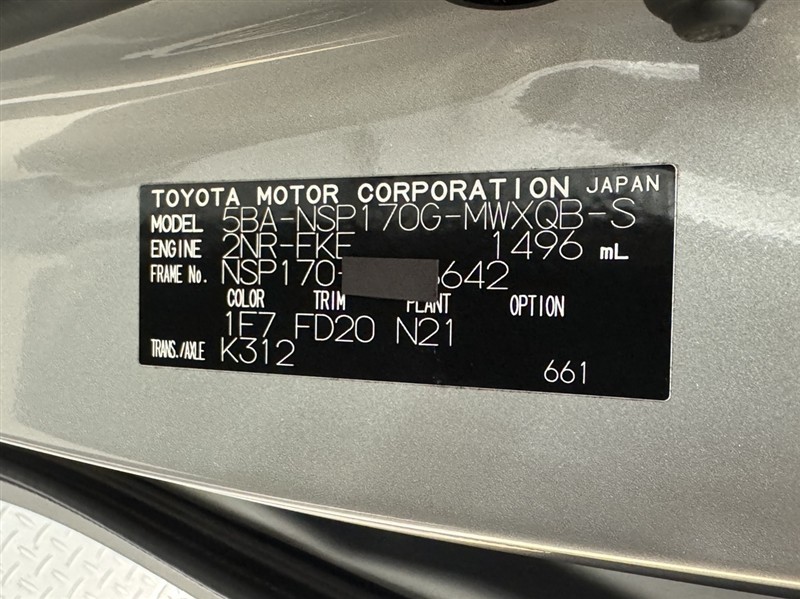 TOYOTA MOTOR CORPORATION JAPAN
MODEL 5BA-NSP170G-MWXQB-S
ENGINE 2NR-FKE 1496 mL
FRAME No. NSP170- 642
COLOR TRIM PLANT OPTION
1F7 FD20 N21
TRANS./AXLE K312
661